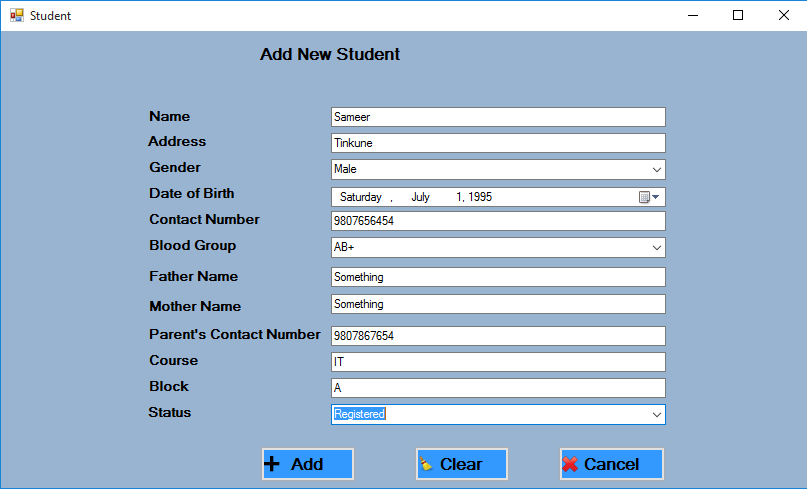 Student
Add New Student
Name Sameer
Address Tinkune
Gender Male
Date of Birth Saturday , July 1, 1995
Contact Number 9807656454
Blood Group AB+
Father Name Something
Mother Name Something
Parent's Contact Number 9807867654
Course IT
Block A
Status Registered
Add Clear Cancel